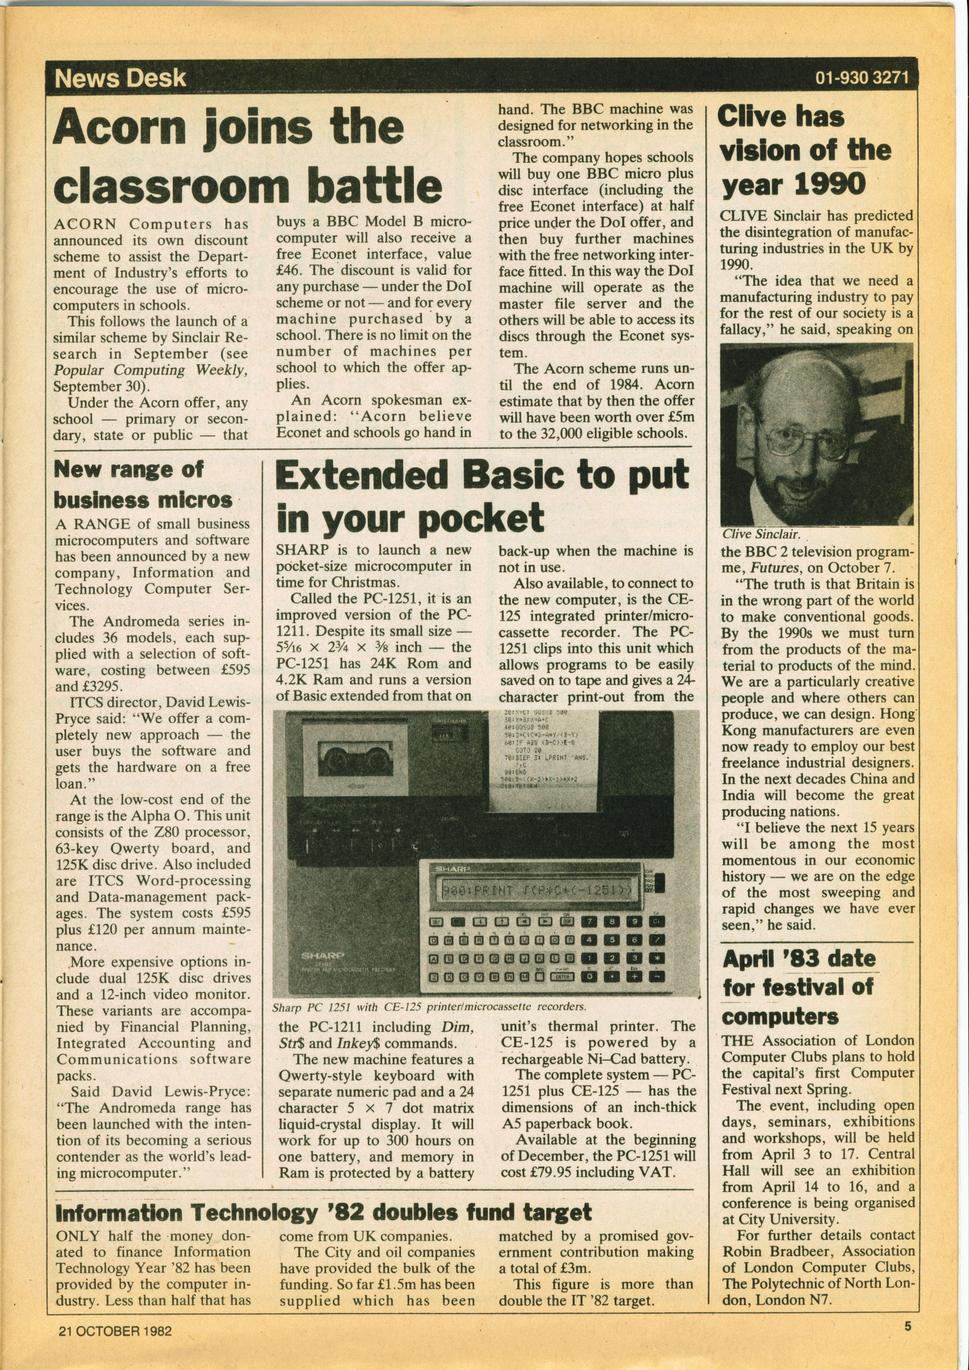 News Desk
01-930 3271
Acorn joins the
classroom battle
ACORN Computers has
announced its own discount
scheme to assist the Depart-
ment of Industry's efforts to
encourage the use of micro-
computers in schools.
This follows the launch of a
similar scheme by Sinclair Re-
search in September (see
Popular Computing Weekly,
September 30).
Under the Acorn offer, any
school — primary or secon-
dary, state or public — that
buys a BBC Model B micro-
computer will also receive a
free Econet interface, value
£46. The discount is valid for
any purchase — under the DoI
scheme or not — and for every
machine purchased by a
school. There is no limit on the
number of machines per
school to which the offer ap-
plies.
An Acorn spokesman ex-
plained: "Acorn believe
Econet and schools go hand in
hand. The BBC machine was
designed for networking in the
classroom."
The company hopes schools
will buy one BBC micro plus
disc interface (including the
free Econet interface) at half
price under the DoI offer, and
then buy further machines
with the free networking inter-
face fitted. In this way the DoI
machine will operate as the
master file server and the
others will be able to access its
discs through the Econet sys-
tem.
The Acorn scheme runs un-
til the end of 1984. Acorn
estimate that by then the offer
will have been worth over £5m
to the 32,000 eligible schools.
Clive has
vision of the
year 1990
CLIVE Sinclair has predicted
the disintegration of manufac-
turing industries in the UK by
1990.
"The idea that we need a
manufacturing industry to pay
for the rest of our society is a
fallacy," he said, speaking on
Clive Sinclair.
the BBC 2 television program-
me, Futures, on October 7.
"The truth is that Britain is
in the wrong part of the world
to make conventional goods.
By the 1990s we must turn
from the products of the ma-
terial to products of the mind.
We are a particularly creative
people and where others can
produce, we can design. Hong
Kong manufacturers are even
now ready to employ our best
freelance industrial designers.
In the next decades China and
India will become the great
producing nations.
"I believe the next 15 years
will be among the most
momentous in our economic
history — we are on the edge
of the most sweeping and
rapid changes we have ever
seen," he said.
New range of
business micros
A RANGE of small business
microcomputers and software
has been announced by a new
company, Information and
Technology Computer Ser-
vices.
The Andromeda series in-
cludes 36 models, each sup-
plied with a selection of soft-
ware, costing between £595
and £3295.
ITCS director, David Lewis-
Pryce said: "We offer a com-
pletely new approach — the
user buys the software and
gets the hardware on a free
loan."
At the low-cost end of the
range is the Alpha O. This unit
consists of the Z80 processor,
63-key Qwerty board, and
125K disc drive. Also included
are ITCS Word-processing
and Data-management pack-
ages. The system costs £595
plus £120 per annum mainte-
nance.
More expensive options in-
clude dual 125K disc drives
and a 12-inch video monitor.
These variants are accompa-
nied by Financial Planning,
Integrated Accounting and
Communications software
packs.
Said David Lewis-Pryce:
"The Andromeda range has
been launched with the inten-
tion of its becoming a serious
contender as the world's lead-
ing microcomputer."
Extended Basic to put
in your pocket
SHARP is to launch a new
pocket-size microcomputer in
time for Christmas.
Called the PC-1251, it is an
improved version of the PC-
1211. Despite its small size —
5 5/16 × 2¾ × ⅜ inch — the
PC-1251 has 24K Rom and
4.2K Ram and runs a version
of Basic extended from that on
back-up when the machine is
not in use.
Also available, to connect to
the new computer, is the CE-
125 integrated printer/micro-
cassette recorder. The PC-
1251 clips into this unit which
allows programs to be easily
saved on to tape and gives a 24-
character print-out from the
SHARP
900:PRINT √(P*C*(-1251))
SHARP
Sharp PC 1251 with CE-125 printer/microcassette recorders.
the PC-1211 including Dim,
Str$ and Inkey$ commands.
The new machine features a
Qwerty-style keyboard with
separate numeric pad and a 24
character 5 × 7 dot matrix
liquid-crystal display. It will
work for up to 300 hours on
one battery, and memory in
Ram is protected by a battery
unit's thermal printer. The
CE-125 is powered by a
rechargeable Ni-Cad battery.
The complete system — PC-
1251 plus CE-125 — has the
dimensions of an inch-thick
A5 paperback book.
Available at the beginning
of December, the PC-1251 will
cost £79.95 including VAT.
April '83 date
for festival of
computers
THE Association of London
Computer Clubs plans to hold
the capital's first Computer
Festival next Spring.
The event, including open
days, seminars, exhibitions
and workshops, will be held
from April 3 to 17. Central
Hall will see an exhibition
from April 14 to 16, and a
conference is being organised
at City University.
For further details contact
Robin Bradbeer, Association
of London Computer Clubs,
The Polytechnic of North Lon-
don, London N7.
Information Technology '82 doubles fund target
ONLY half the money don-
ated to finance Information
Technology Year '82 has been
provided by the computer in-
dustry. Less than half that has
come from UK companies.
The City and oil companies
have provided the bulk of the
funding. So far £1.5m has been
supplied which has been
matched by a promised gov-
ernment contribution making
a total of £3m.
This figure is more than
double the IT '82 target.
21 OCTOBER 1982
5